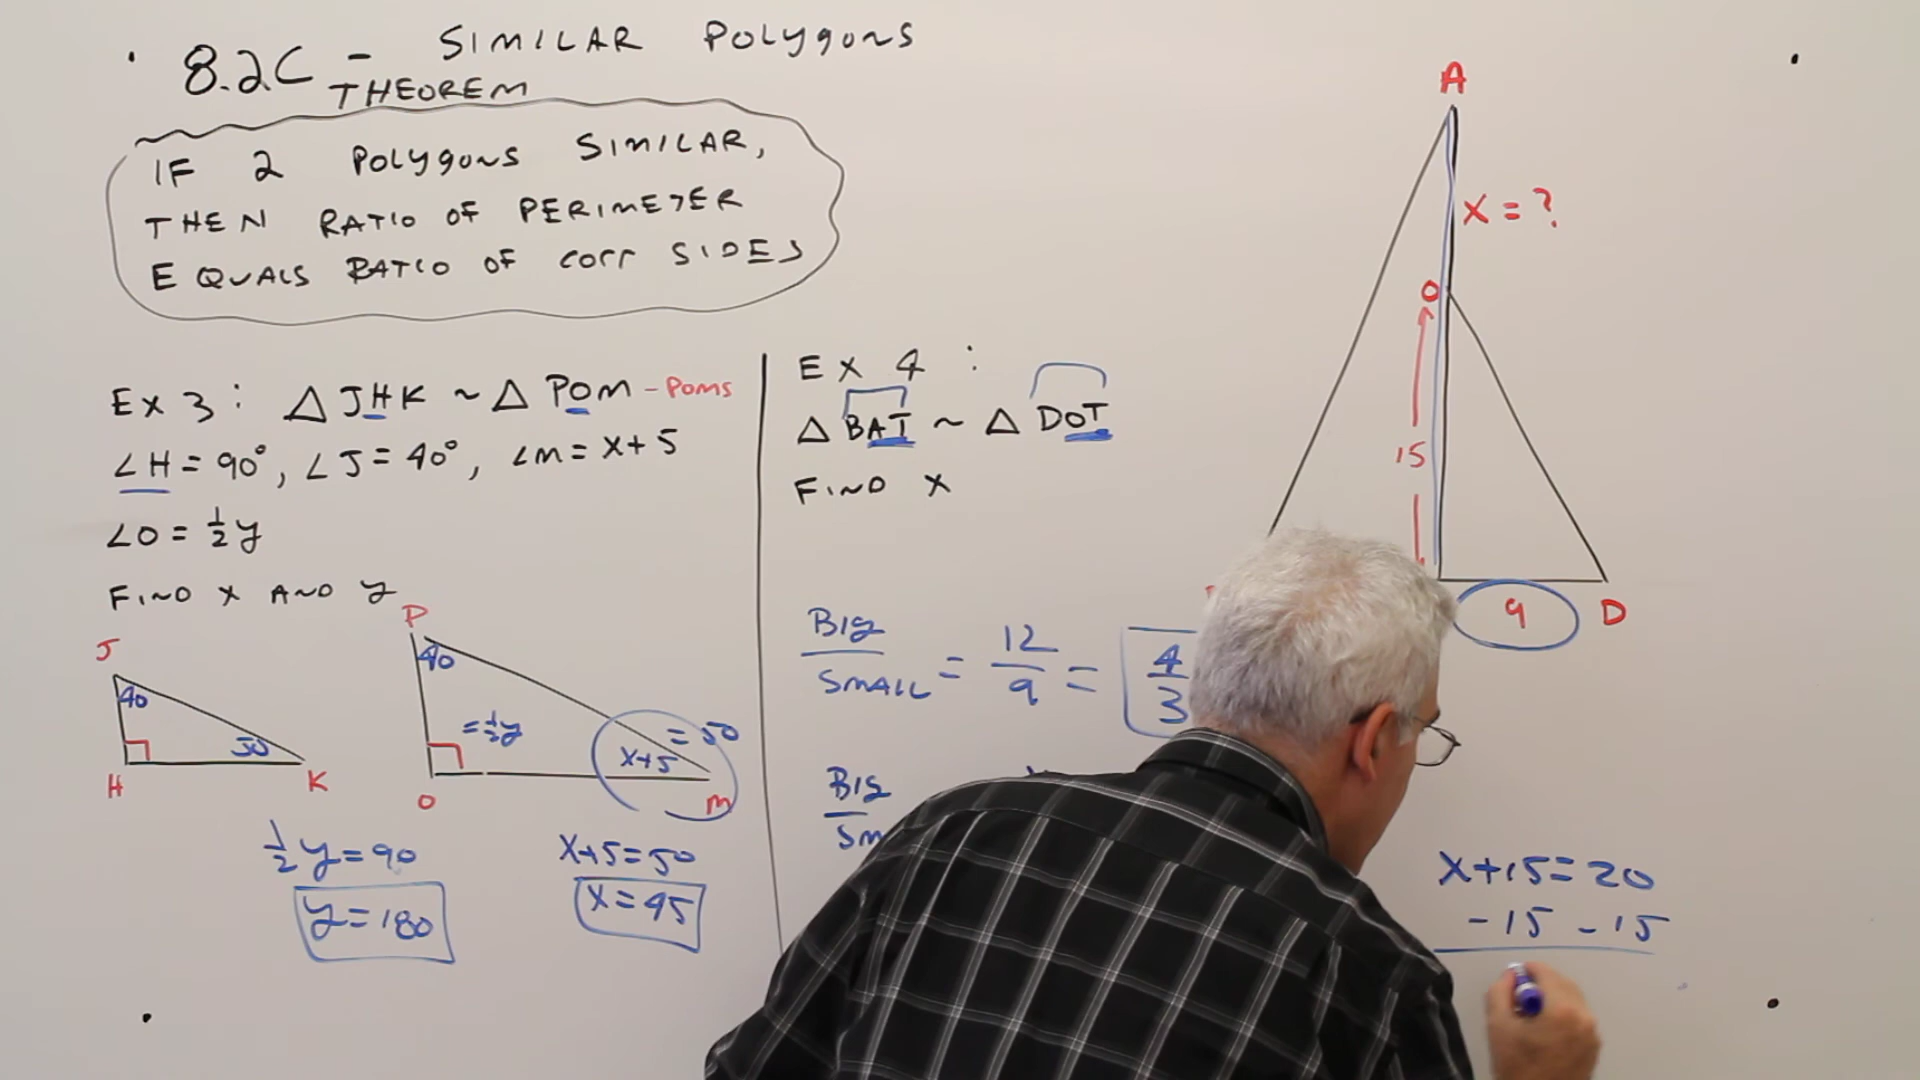 8.2C - SIMILAR POLYGONS
THEOREM
IF 2 POLYGONS SIMILAR,
THEN RATIO OF PERIMETER
EQUALS RATIO OF CORR SIDES
Ex 3: △JHK ~ △POM - POMS
∠H = 90°, ∠J = 40°, ∠M = X+5
∠O = ½y
FIND X AND y
J
40
H
50
K
P
40
= ½y
X+5
= 50
O
M
½y = 90
y = 180
X+5 = 50
X = 45
EX 4:
△BAT ~ △DOT
FIND X
BIG
SMALL
= 12/9 = 4/3
BIG
A
X = ?
O
15
9
D
X+15 = 20
-15 -15